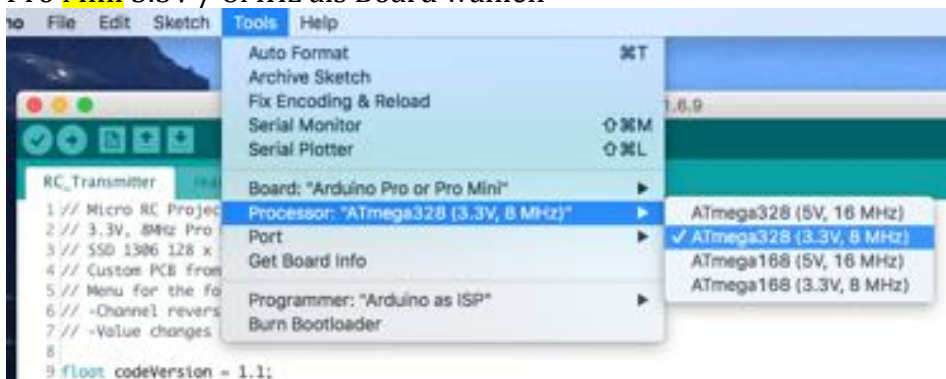 Pro Mini 3.3V / 8MHz als Board wählen
File Edit Sketch Tools Help
Auto Format ⌘T
Archive Sketch
Fix Encoding & Reload
Serial Monitor ⇧⌘M
Serial Plotter ⇧⌘L
1.6.9
RC_Transmitter
Board: "Arduino Pro or Pro Mini"
Processor: "ATmega328 (3.3V, 8 MHz)"
Port
Get Board Info
Programmer: "Arduino as ISP"
Burn Bootloader
ATmega328 (5V, 16 MHz)
✓ ATmega328 (3.3V, 8 MHz)
ATmega168 (5V, 16 MHz)
ATmega168 (3.3V, 8 MHz)
1 // Micro RC Projec
2 // 3.3V, 8MHz Pro
3 // SSD 1306 128 x
4 // Custom PCB from
5 // Menu for the fo
6 // -Channel revers
7 // -Value changes
8
9 float codeVersion = 1.1;